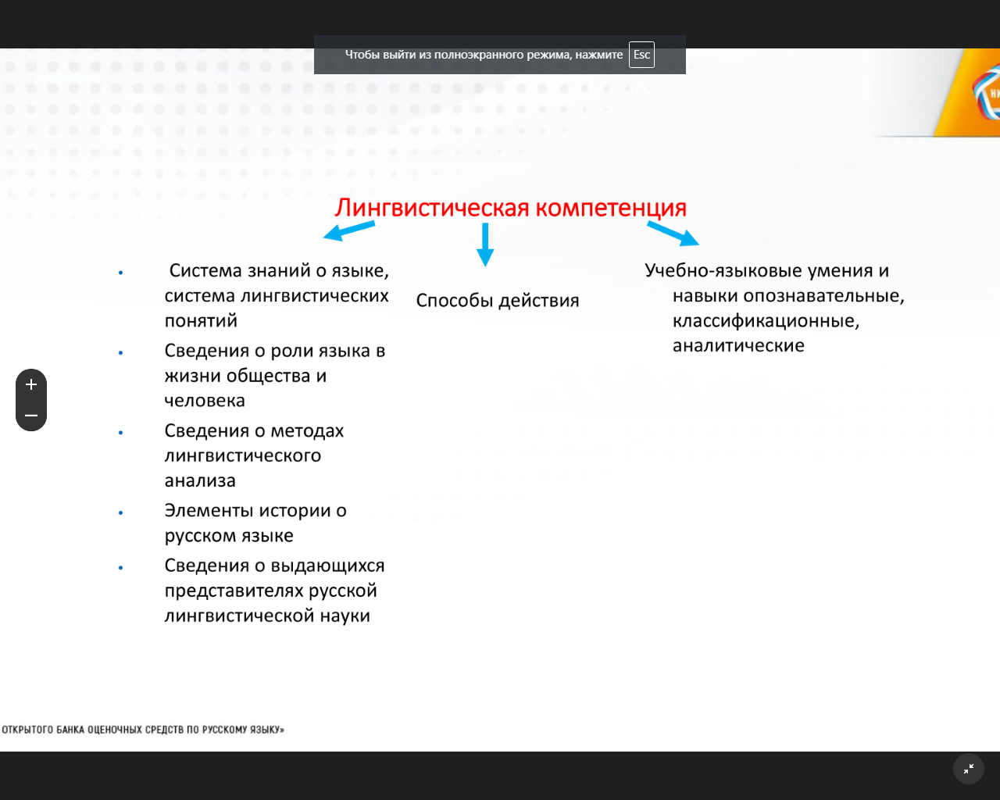 Чтобы выйти из полноэкранного режима, нажмите Esc
Лингвистическая компетенция
Система знаний о языке,
система лингвистических
понятий
Сведения о роли языка в
жизни общества и
человека
Сведения о методах
лингвистического
анализа
Элементы истории о
русском языке
Сведения о выдающихся
представителях русской
лингвистической науки
Способы действия
Учебно-языковые умения и
навыки опознавательные,
классификационные,
аналитические
ОТКРЫТОГО БАНКА ОЦЕНОЧНЫХ СРЕДСТВ ПО РУССКОМУ ЯЗЫКУ»